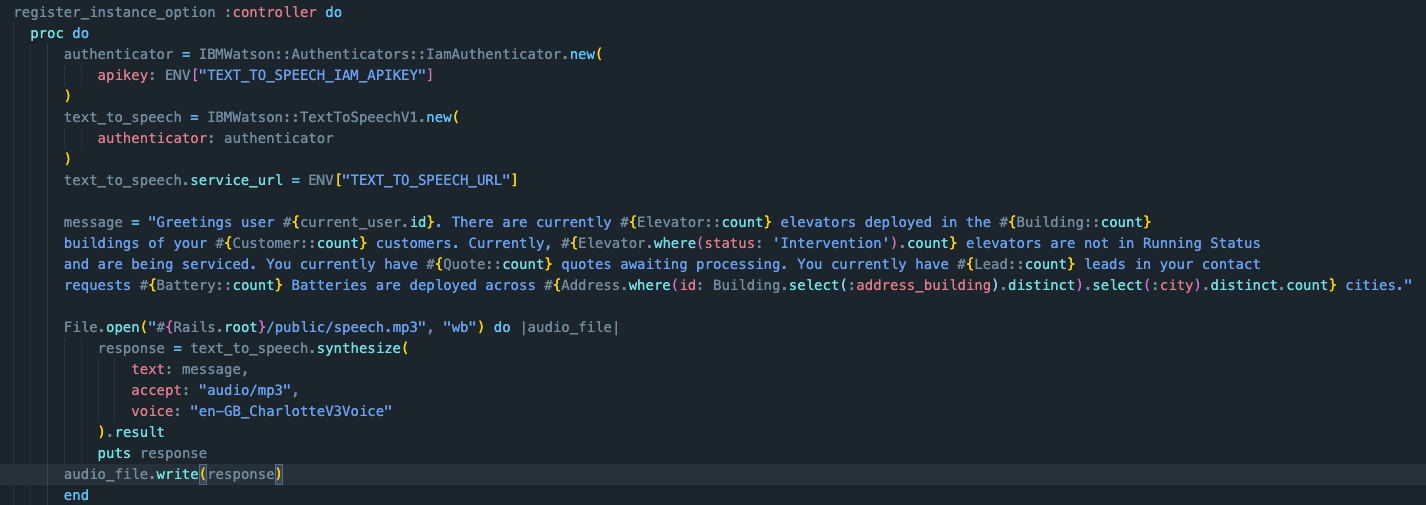 register_instance_option :controller do
proc do
authenticator = IBMWatson::Authenticators::IamAuthenticator.new(
apikey: ENV["TEXT_TO_SPEECH_IAM_APIKEY"]
)
text_to_speech = IBMWatson::TextToSpeechV1.new(
authenticator: authenticator
)
text_to_speech.service_url = ENV["TEXT_TO_SPEECH_URL"]
message = "Greetings user #{current_user.id}. There are currently #{Elevator::count} elevators deployed in the #{Building::count}
buildings of your #{Customer::count} customers. Currently, #{Elevator.where(status: 'Intervention').count} elevators are not in Running Status
and are being serviced. You currently have #{Quote::count} quotes awaiting processing. You currently have #{Lead::count} leads in your contact
requests #{Battery::count} Batteries are deployed across #{Address.where(id: Building.select(:address_building).distinct).select(:city).distinct.count} cities."
File.open("#{Rails.root}/public/speech.mp3", "wb") do |audio_file|
response = text_to_speech.synthesize(
text: message,
accept: "audio/mp3",
voice: "en-GB_CharlotteV3Voice"
).result
puts response
audio_file.write(response)
end